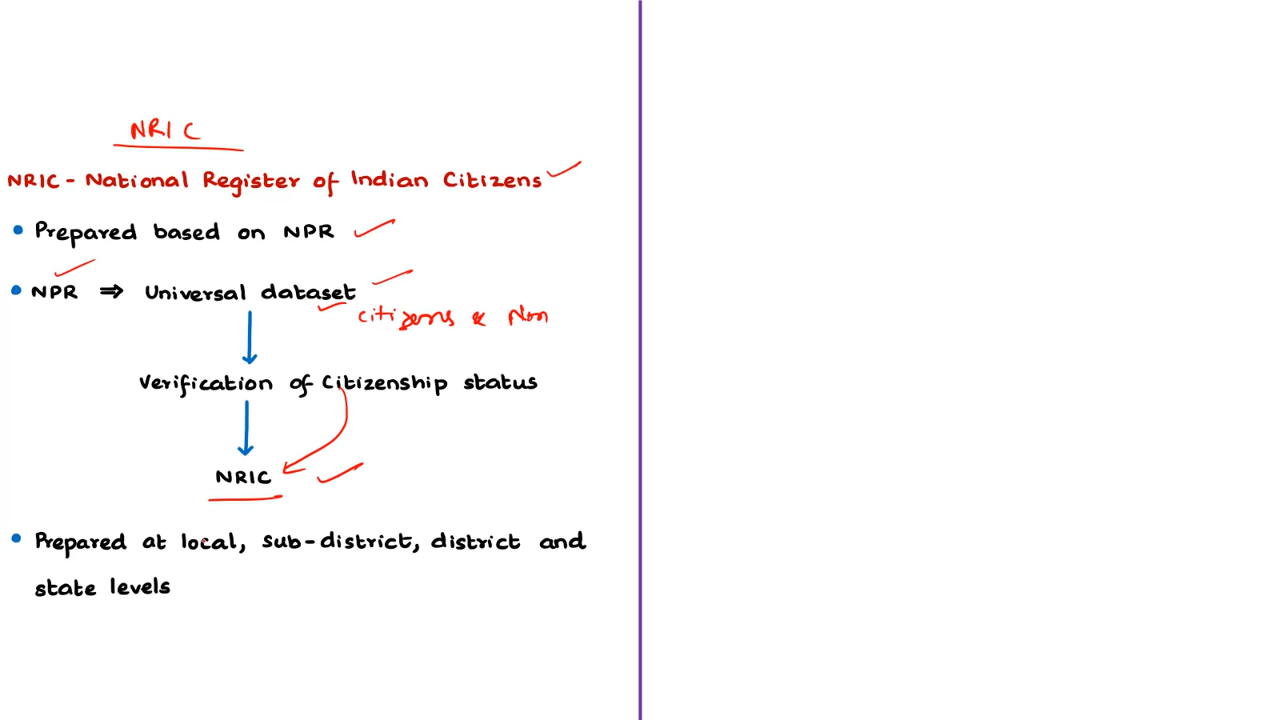 NRIC
NRIC - National Register of Indian Citizens
• Prepared based on NPR
• NPR ⇒ Universal dataset
citizens & Non
Verification of Citizenship status
NRIC
• Prepared at local, sub-district, district and
state levels